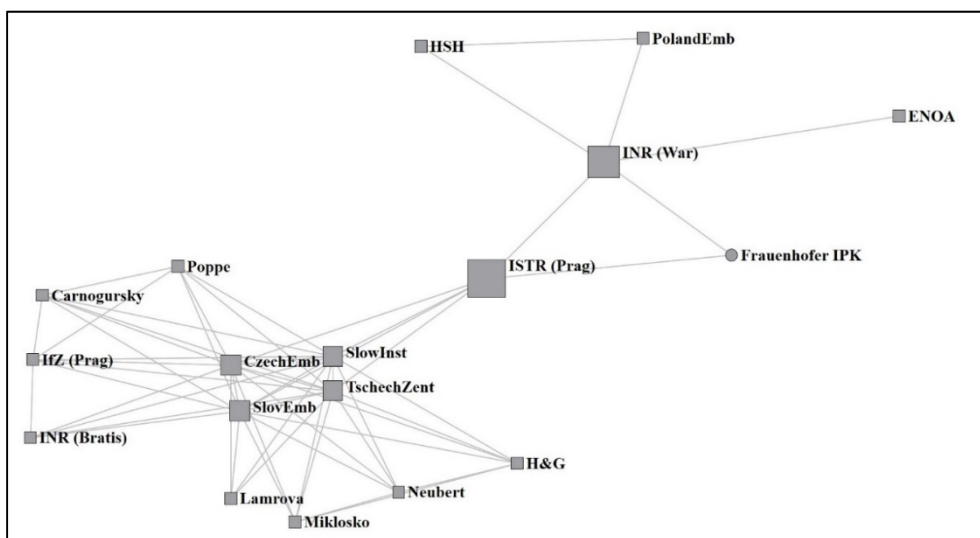 HSH
PolandEmb
ENOA
INR (War)
Frauenhofer IPK
ISTR (Prag)
Poppe
Carnogursky
IfZ (Prag)
CzechEmb
SlowInst
TschechZent
SlovEmb
INR (Bratis)
H&G
Lamrova
Neubert
Miklosko